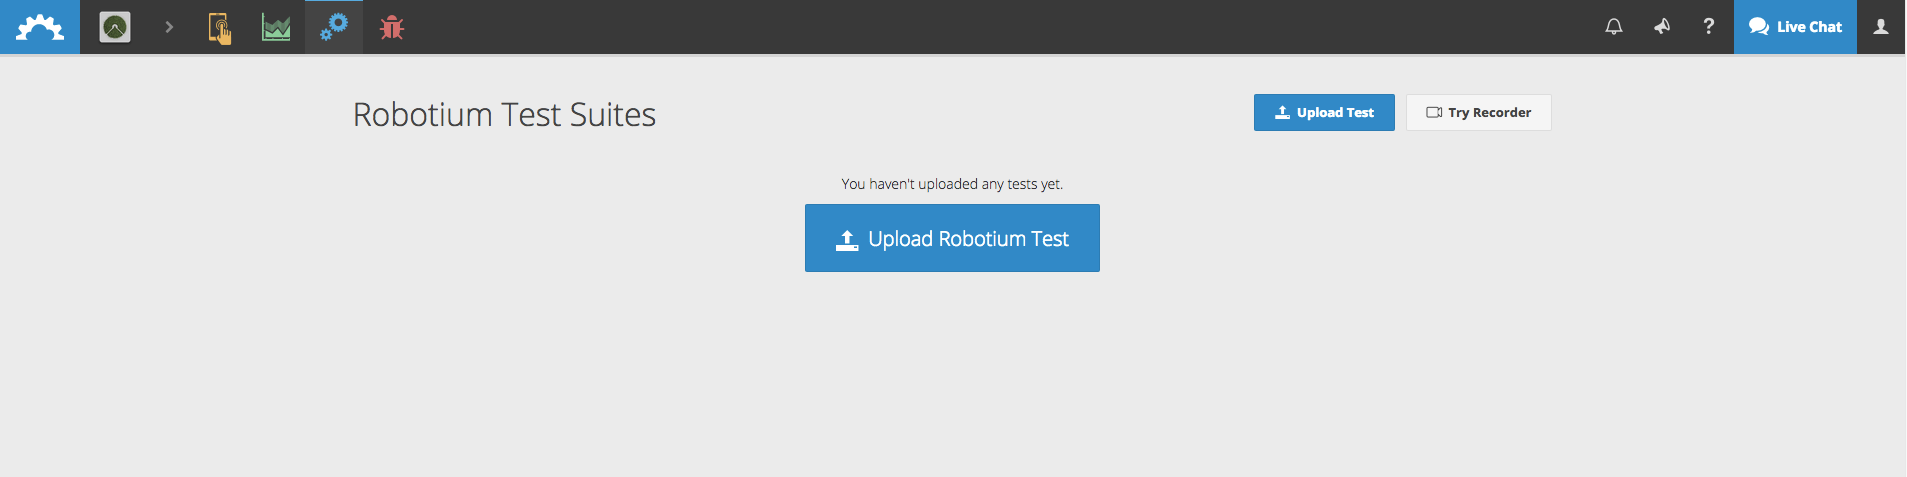 Live Chat
Robotium Test Suites
Upload Test
Try Recorder
You haven't uploaded any tests yet.
Upload Robotium Test